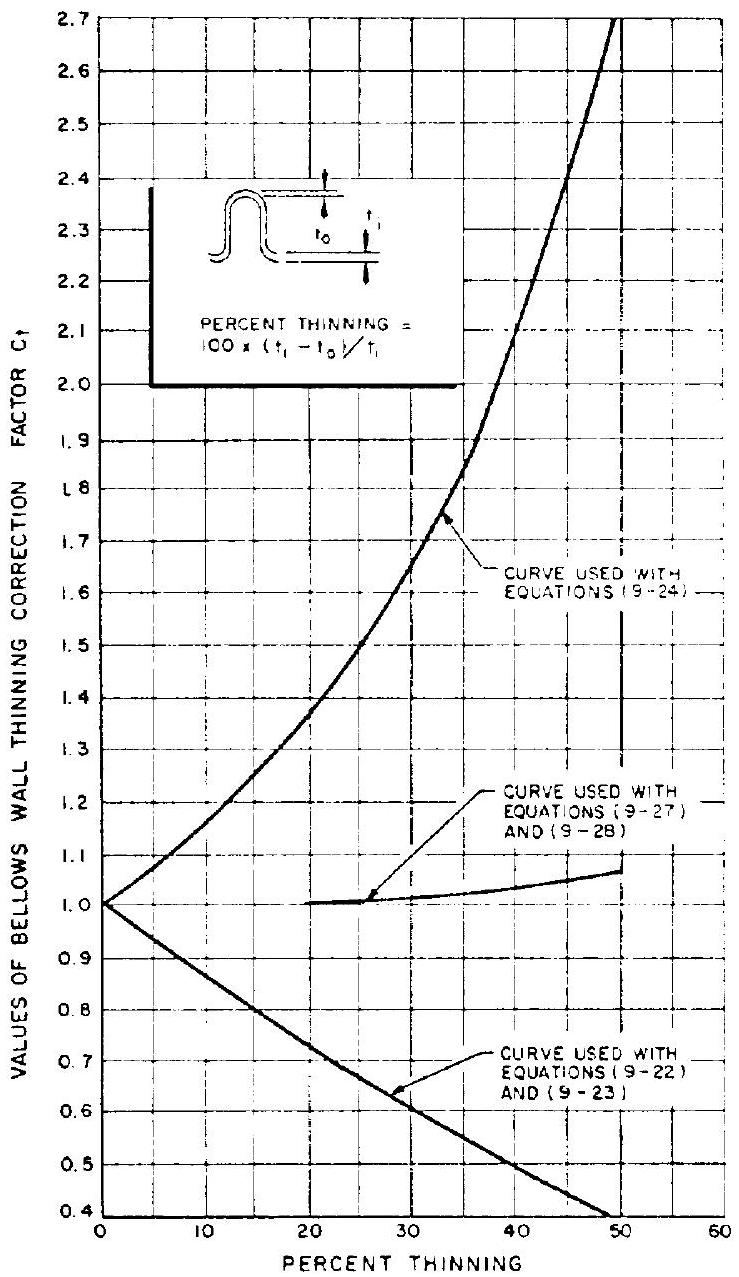 2.7
2.6
2.5
2.4
2.3
2.2
2.1
2.0
1.9
1.8
1.7
1.6
1.5
1.4
1.3
1.2
1.1
1.0
0.9
0.8
0.7
0.6
0.5
0.4
VALUES OF BELLOWS WALL THINNING CORRECTION FACTOR Ct
t0
t1
PERCENT THINNING =
100 x (t1 - t0)/t1
CURVE USED WITH
EQUATIONS (9-24)
CURVE USED WITH
EQUATIONS (9-27)
AND (9-28)
CURVE USED WITH
EQUATIONS (9-22)
AND (9-23)
0 10 20 30 40 50 60
PERCENT THINNING